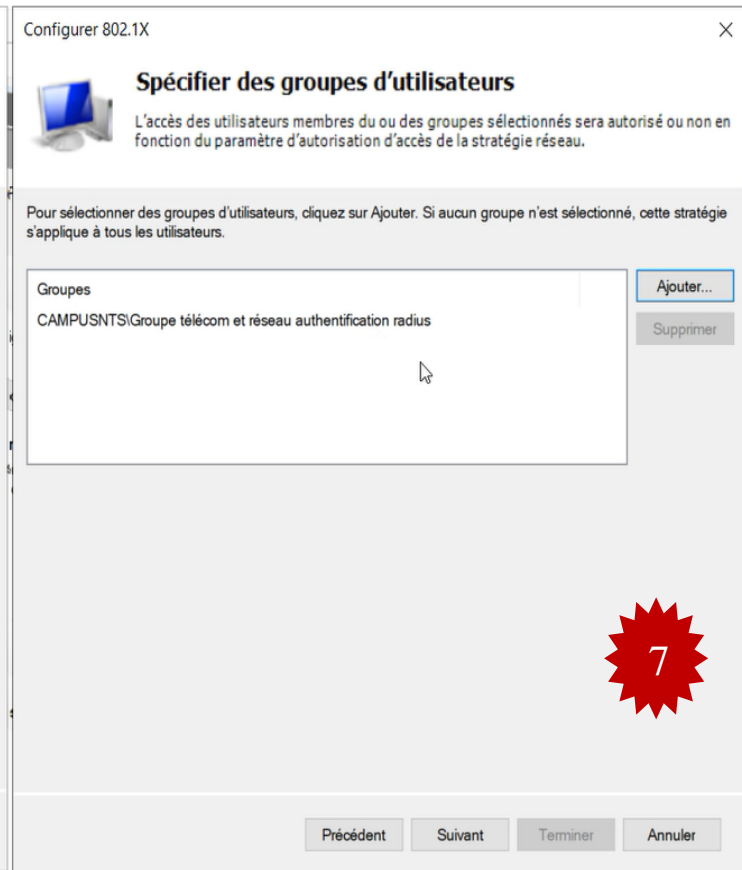 Configurer 802.1X
Spécifier des groupes d'utilisateurs
L'accès des utilisateurs membres du ou des groupes sélectionnés sera autorisé ou non en
fonction du paramètre d'autorisation d'accès de la stratégie réseau.
Pour sélectionner des groupes d'utilisateurs, cliquez sur Ajouter. Si aucun groupe n'est sélectionné, cette stratégie
s'applique à tous les utilisateurs.
Groupes
Ajouter...
CAMPUSNTS\Groupe télécom et réseau authentification radius
Supprimer
7
Précédent Suivant Terminer Annuler